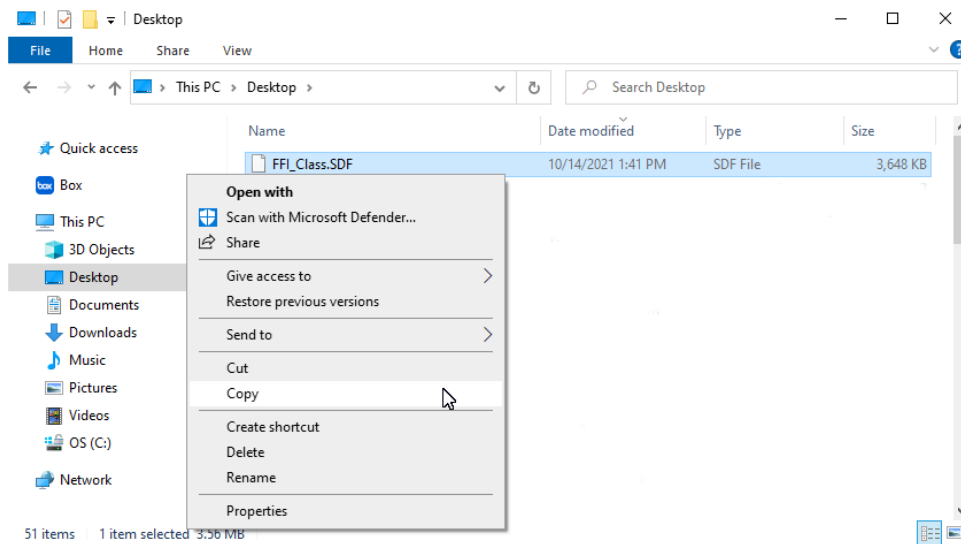 Desktop
File Home Share View
This PC Desktop Search Desktop
Name Date modified Type Size
Quick access
FFI_Class.SDF 10/14/2021 1:41 PM SDF File 3,648 KB
box Box
Open with
Scan with Microsoft Defender...
This PC
Share
3D Objects
Give access to
Desktop
Restore previous versions
Documents
Send to
Downloads
Music
Cut
Pictures
Copy
Videos
Create shortcut
OS (C:)
Delete
Network
Rename
Properties
51 items 1 item selected 3.56 MB